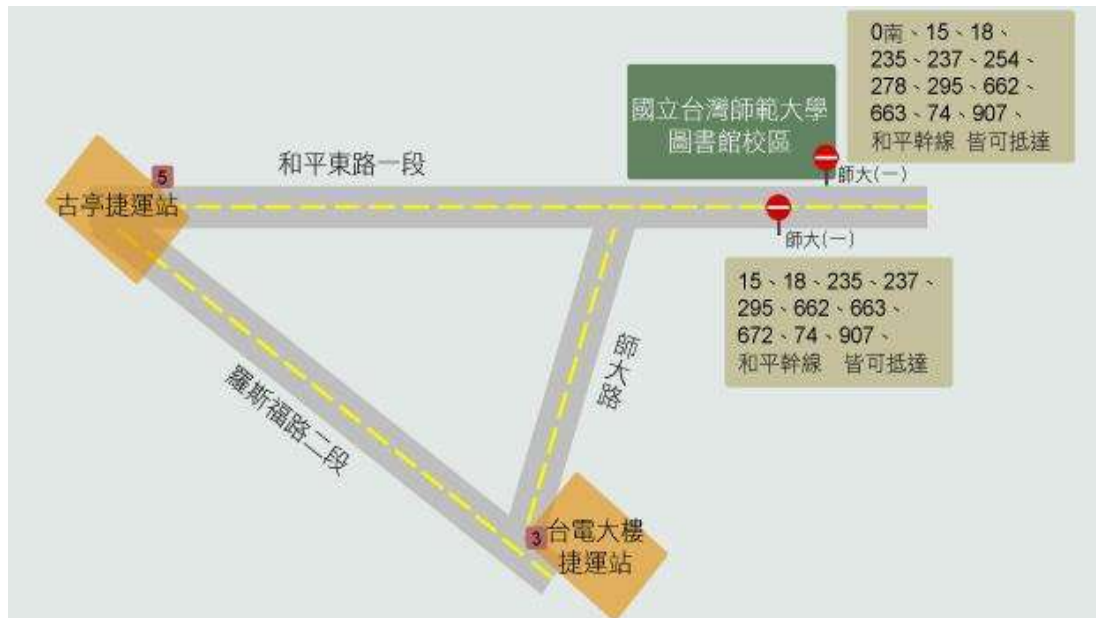 0南、15、18、
235、237、254、
278、295、662、
663、74、907、
和平幹線 皆可抵達
國立台灣師範大學
圖書館校區
師大(一)
和平東路一段
5
古亭捷運站
師大(一)
15、18、235、237、
295、662、663、
672、74、907、
和平幹線 皆可抵達
師大路
羅斯福路二段
3
台電大樓
捷運站